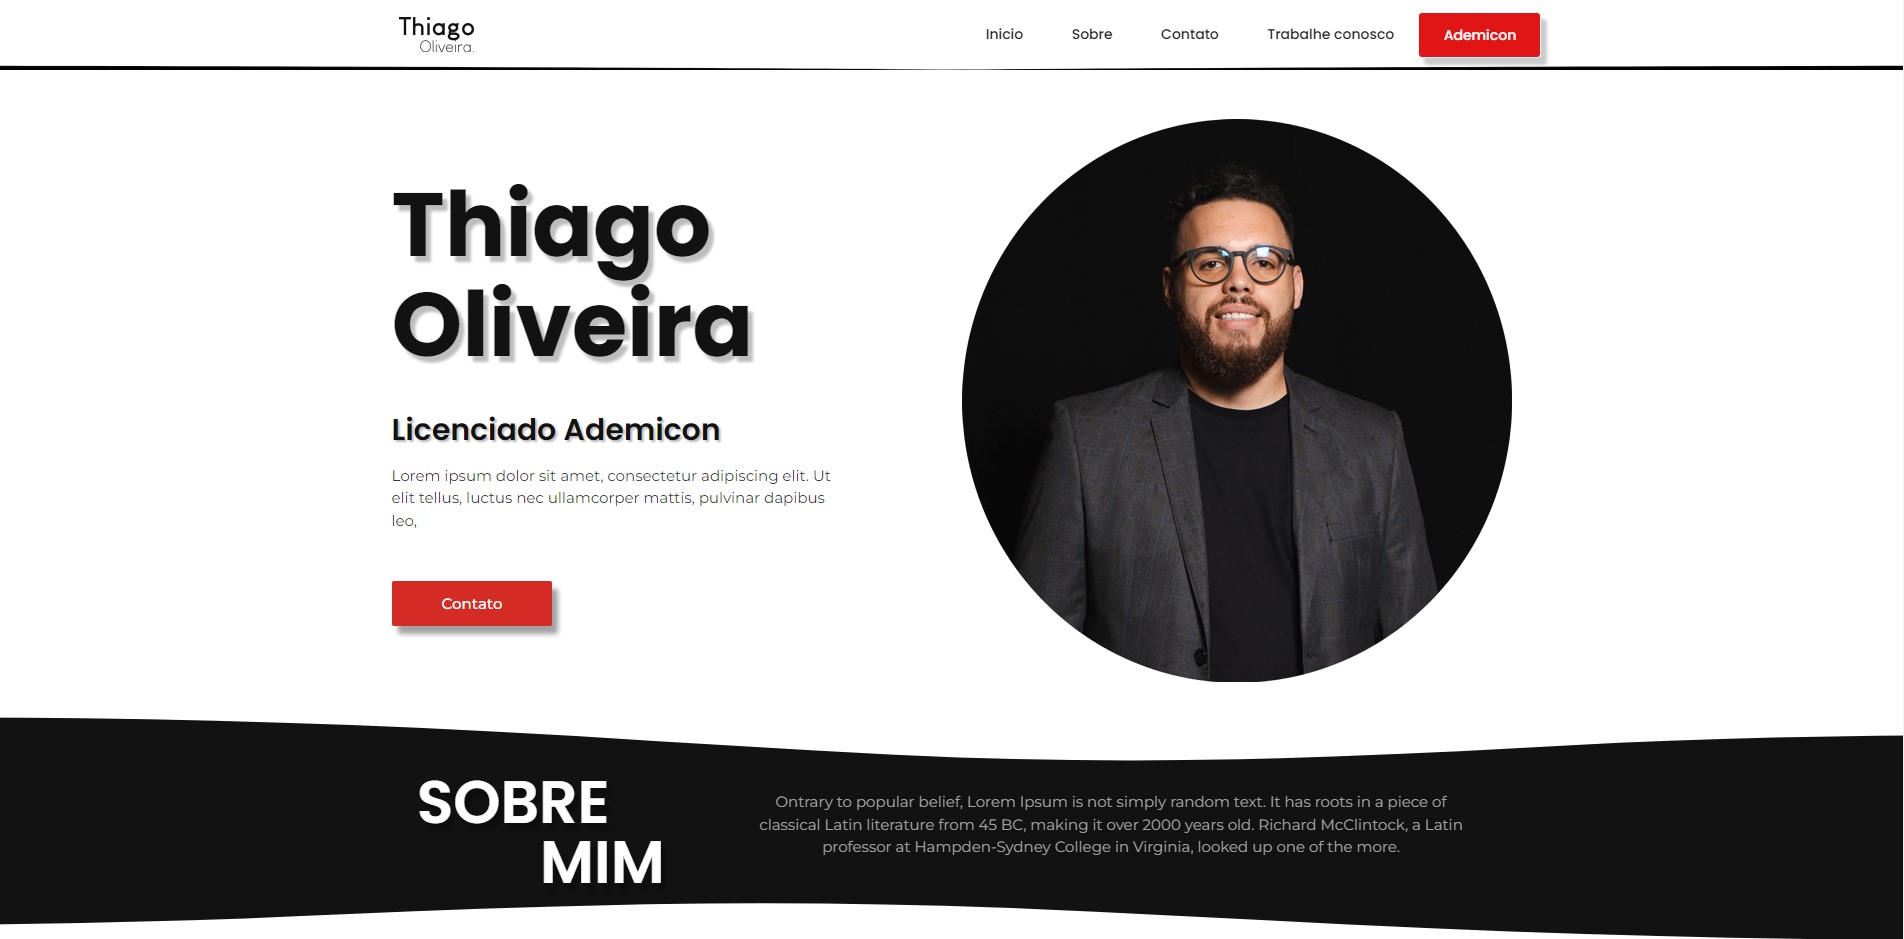 Thiago
Oliveira.
Inicio
Sobre
Contato
Trabalhe conosco
Ademicon
Thiago
Oliveira
Licenciado Ademicon
Lorem ipsum dolor sit amet, consectetur adipiscing elit. Ut
elit tellus, luctus nec ullamcorper mattis, pulvinar dapibus
leo,
Contato
SOBRE
MIM
Ontrary to popular belief, Lorem Ipsum is not simply random text. It has roots in a piece of
classical Latin literature from 45 BC, making it over 2000 years old. Richard McClintock, a Latin
professor at Hampden-Sydney College in Virginia, looked up one of the more.